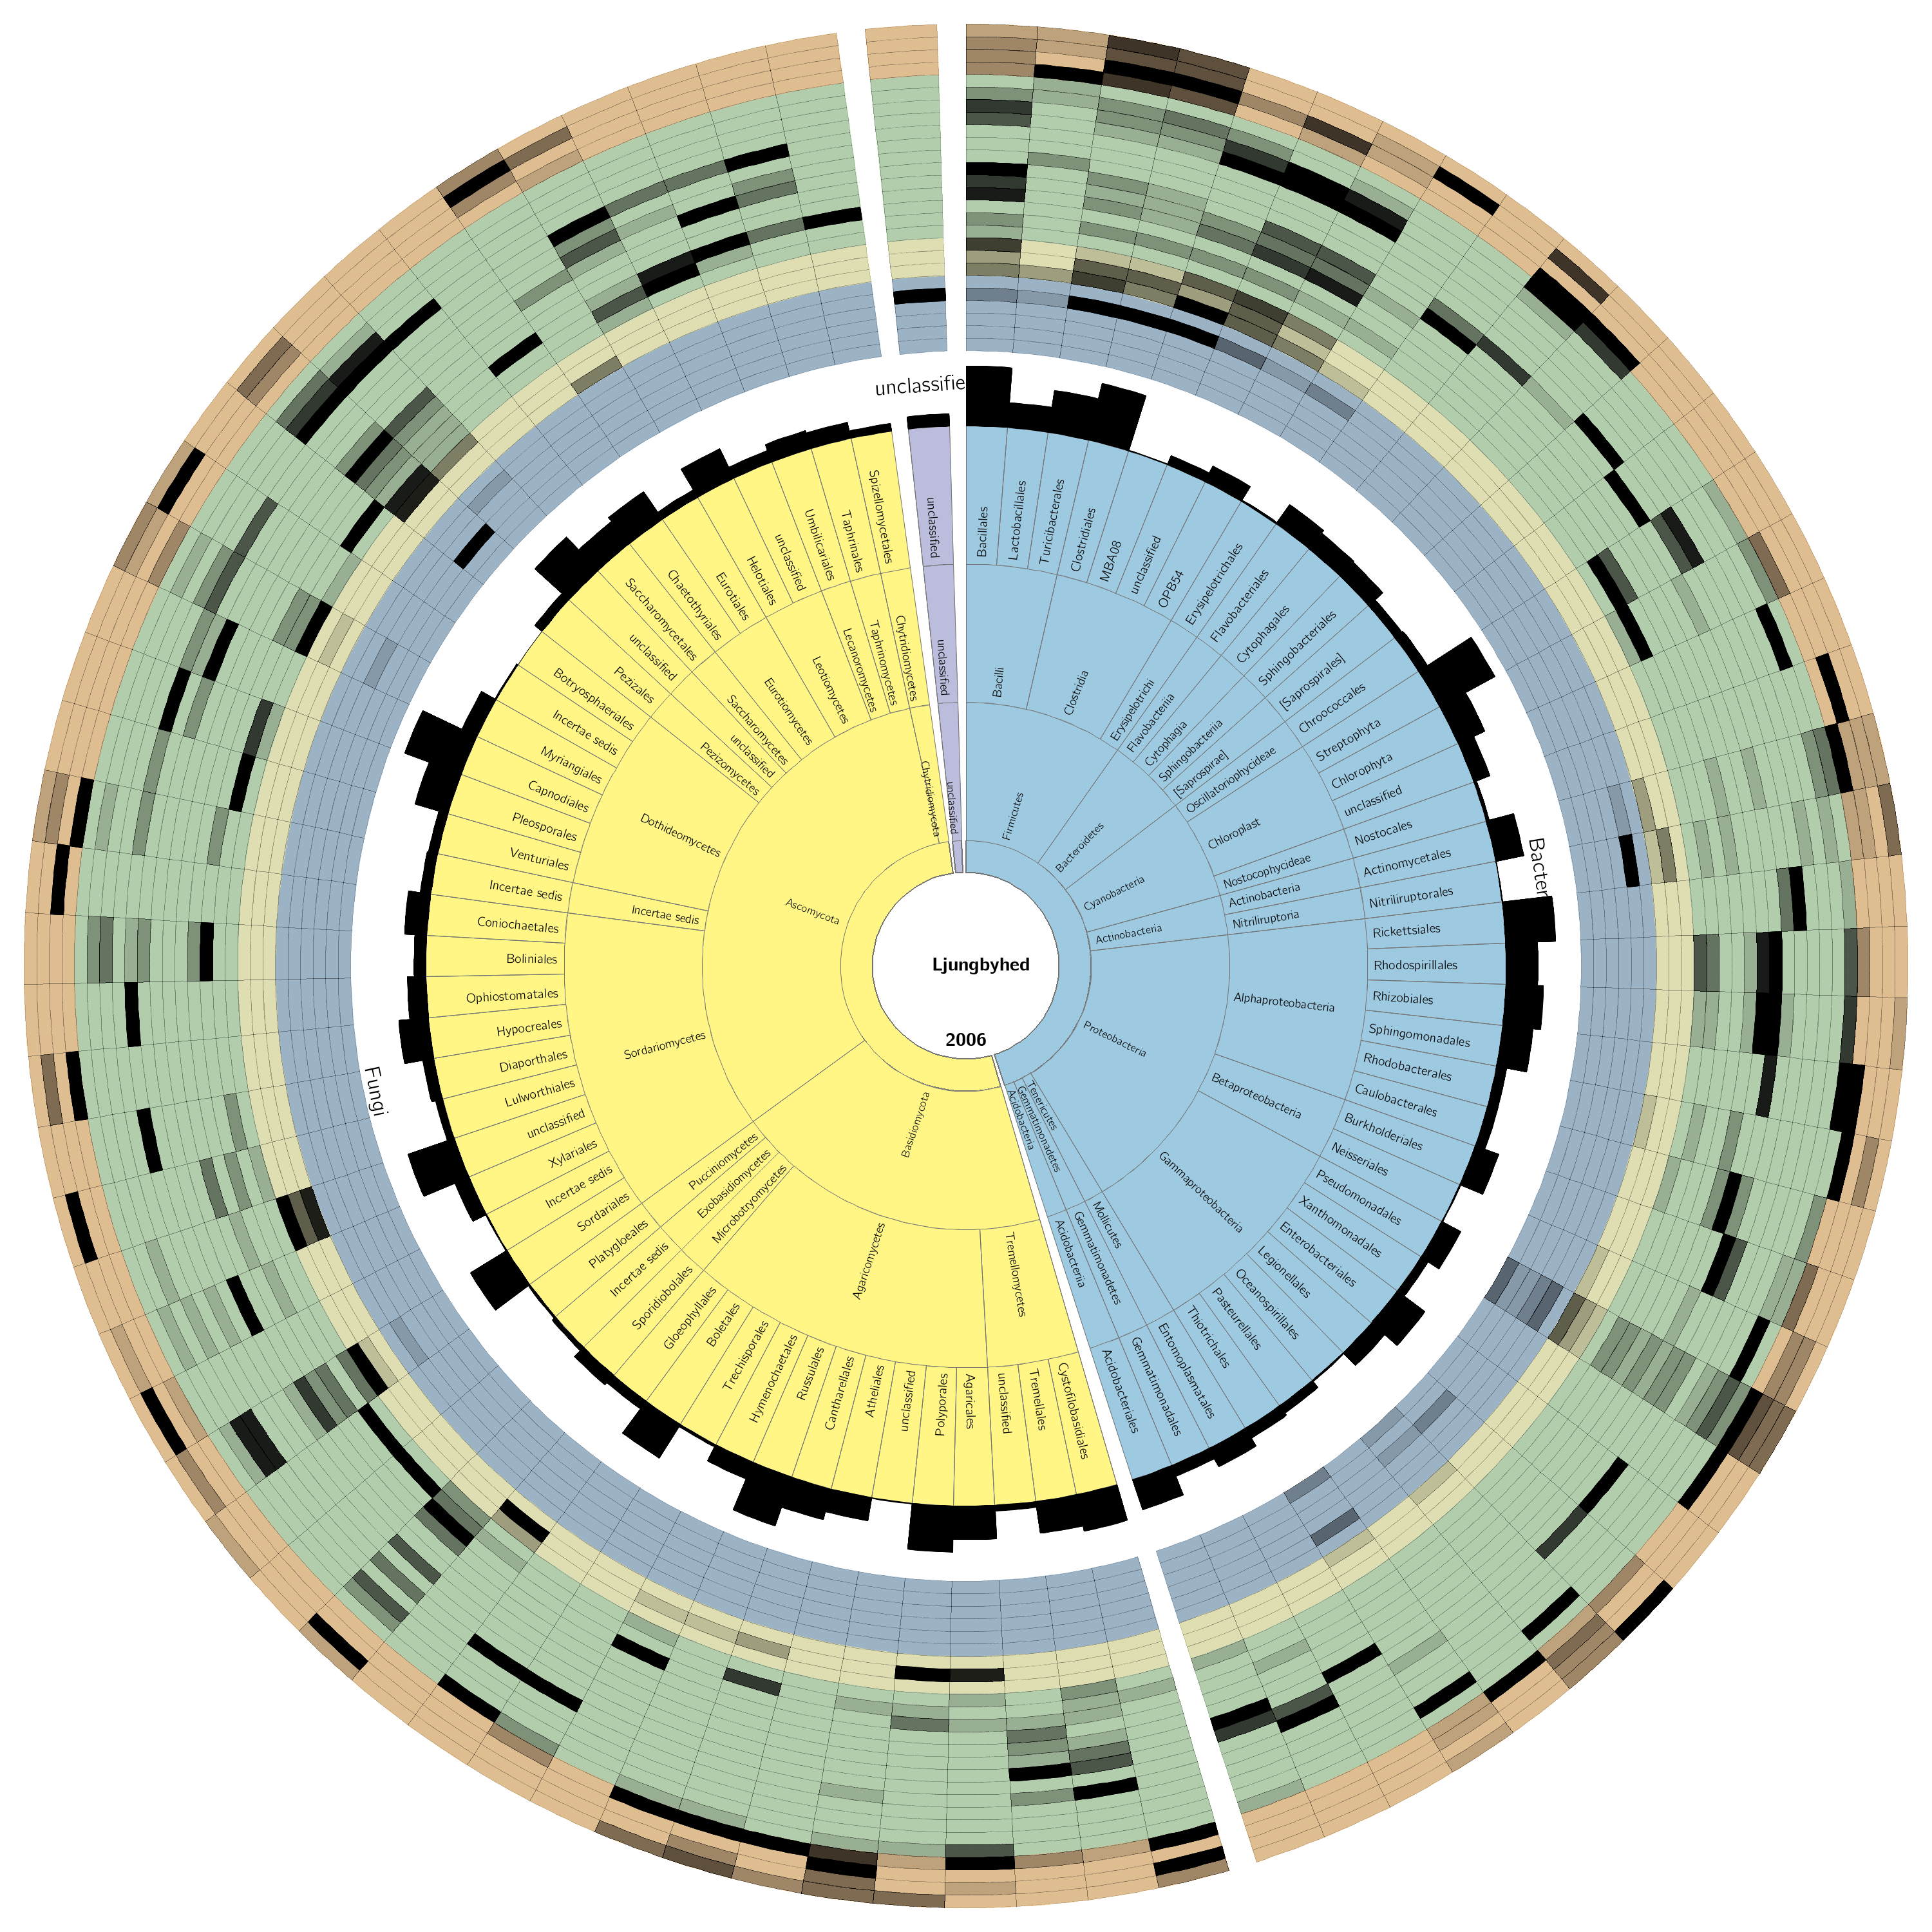 Ljungbyhed
2006
unclassifie
Bacter
Fungi
Firmicutes
Bacteroidetes
Cyanobacteria
Actinobacteria
Proteobacteria
Tenericutes
Gemmatimonadetes
Acidobacteria
Basidiomycota
Ascomycota
Chytridiomycota
unclassified
Bacilli
Clostridia
Erysipelotrichi
Flavobacteriia
Cytophagia
Sphingobacteriia
[Saprospirae]
Oscillatoriophycideae
Chloroplast
Nostocophycideae
Actinobacteria
Nitriliruptoria
Alphaproteobacteria
Betaproteobacteria
Gammaproteobacteria
Mollicutes
Gemmatimonadetes
Acidobacteriia
Tremellomycetes
Agaricomycetes
Microbotryomycetes
Exobasidiomycetes
Pucciniomycetes
Sordariomycetes
Incertae sedis
Dothideomycetes
Pezizomycetes
unclassified
Saccharomycetes
Eurotiomycetes
Leotiomycetes
Lecanoromycetes
Taphrinomycetes
Chytridiomycetes
unclassified
Bacillales
Lactobacillales
Turicibacterales
Clostridiales
MBA08
unclassified
OPB54
Erysipelotrichales
Flavobacteriales
Cytophagales
Sphingobacteriales
[Saprospirales]
Chroococcales
Streptophyta
Chlorophyta
unclassified
Nostocales
Actinomycetales
Nitriliruptorales
Rickettsiales
Rhodospirillales
Rhizobiales
Sphingomonadales
Rhodobacterales
Caulobacterales
Burkholderiales
Neisseriales
Pseudomonadales
Xanthomonadales
Enterobacteriales
Legionellales
Oceanospirillales
Pasteurellales
Thiotrichales
Entomoplasmatales
Gemmatimonadales
Acidobacteriales
Cystofilobasidiales
Tremellales
unclassified
Agaricales
Polyporales
unclassified
Atheliales
Cantharellales
Russulales
Hymenochaetales
Trechisporales
Boletales
Gloeophyllales
Sporidiobolales
Incertae sedis
Platygloeales
Sordariales
Incertae sedis
Xylariales
unclassified
Lulworthiales
Diaporthales
Hypocreales
Ophiostomatales
Boliniales
Coniochaetales
Incertae sedis
Venturiales
Pleosporales
Capnodiales
Myriangiales
Incertae sedis
Botryosphaeriales
Pezizales
unclassified
Saccharomycetales
Chaetothyriales
Eurotiales
Helotiales
unclassified
Umbilicariales
Taphrinales
Spizellomycetales
unclassified